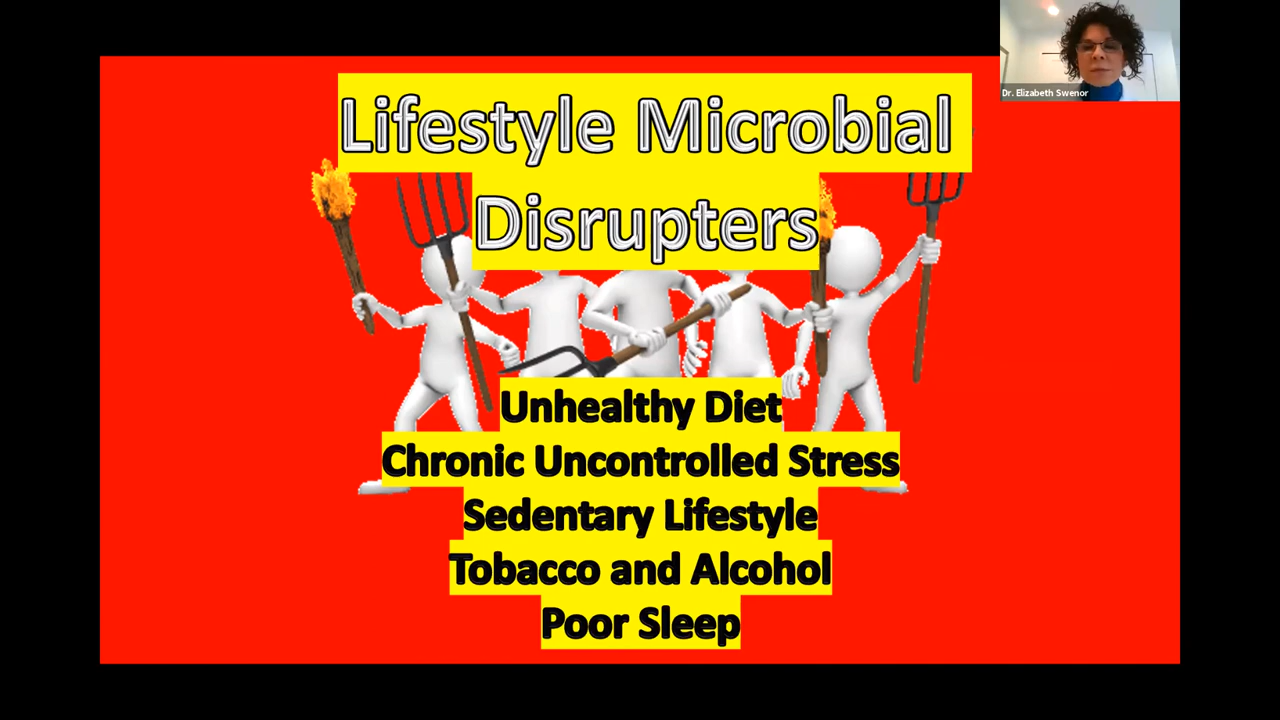 Dr. Elizabeth Swenor
Lifestyle Microbial
Disrupters
Unhealthy Diet
Chronic Uncontrolled Stress
Sedentary Lifestyle
Tobacco and Alcohol
Poor Sleep